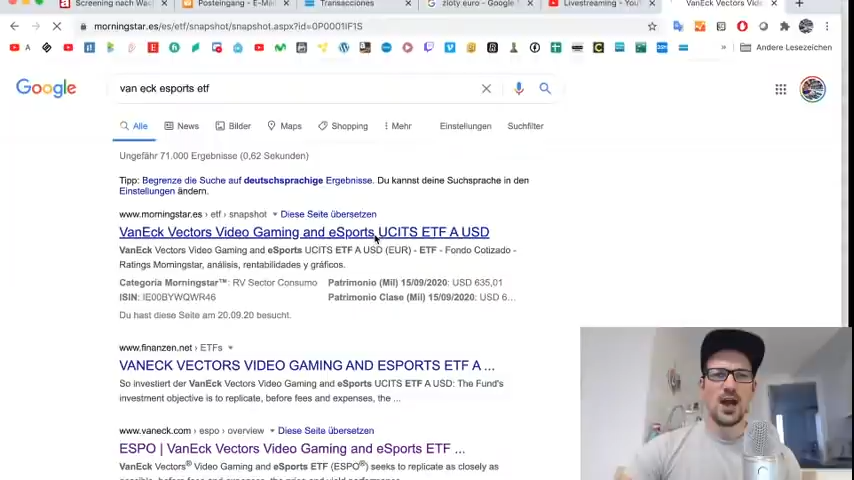 Screening nach Wac
Posteingang - E-Mail
Transacciones
zloty euro - Google
Livestreaming - YouT
VanEck Vectors Vid
morningstar.es/es/etf/snapshot/snapshot.aspx?id=0P0001IF1S
Andere Lesezeichen
Google
van eck esports etf
Alle
News
Bilder
Maps
Shopping
Mehr
Einstellungen
Suchfilter
Ungefähr 71.000 Ergebnisse (0,62 Sekunden)
Tipp: Begrenze die Suche auf deutschsprachige Ergebnisse. Du kannst deine Suchsprache in den
Einstellungen ändern.
www.morningstar.es › etf › snapshot ▾ Diese Seite übersetzen
VanEck Vectors Video Gaming and eSports UCITS ETF A USD
VanEck Vectors Video Gaming and eSports UCITS ETF A USD (EUR) - ETF - Fondo Cotizado -
Ratings Morningstar, análisis, rentabilidades y gráficos.
Categoría Morningstar™: RV Sector Consumo Patrimonio (Mil) 15/09/2020: USD 635,01
ISIN: IE00BYWQWR46 Patrimonio Clase (Mil) 15/09/2020: USD 6...
Du hast diese Seite am 20.09.20 besucht.
www.finanzen.net › ETFs ▾
VANECK VECTORS VIDEO GAMING AND ESPORTS ETF A ...
So investiert der VanEck Vectors Video Gaming and eSports UCITS ETF A USD: The Fund's
investment objective is to replicate, before fees and expenses, the ...
www.vaneck.com › espo › overview ▾ Diese Seite übersetzen
ESPO | VanEck Vectors Video Gaming and eSports ETF ...
VanEck Vectors® Video Gaming and eSports ETF (ESPO®) seeks to replicate as closely as